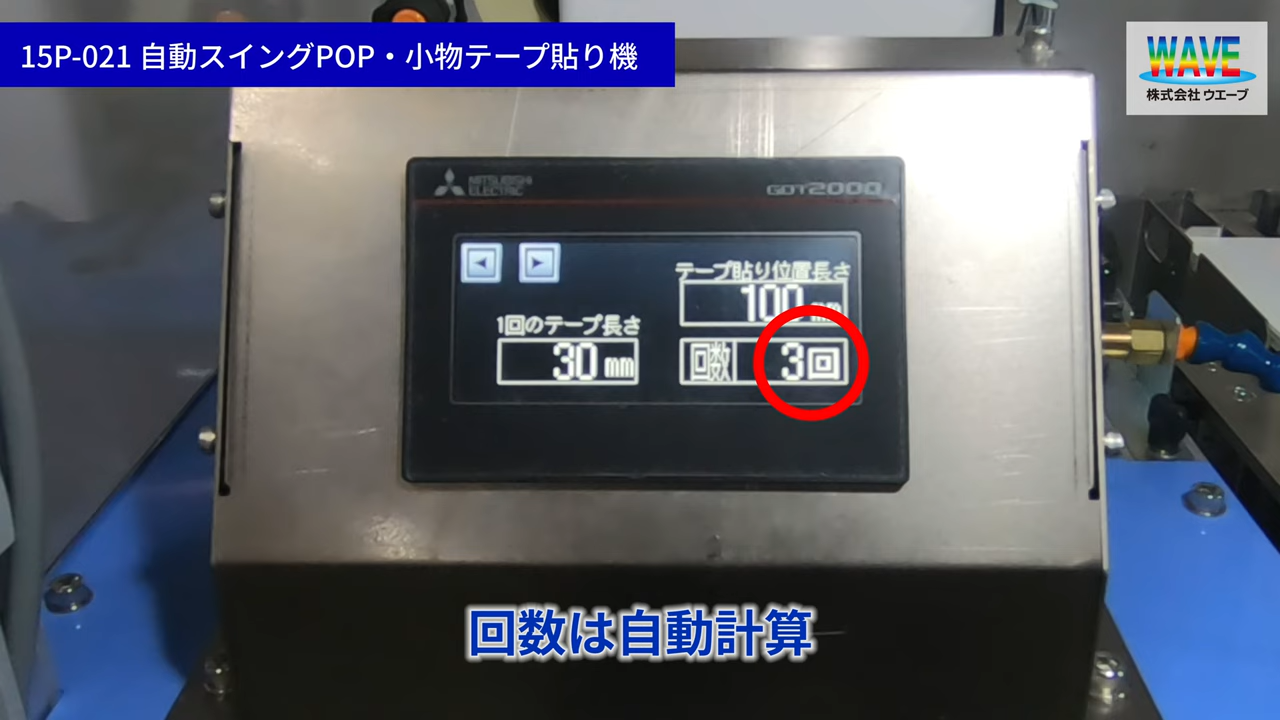 15P-021 自動スイングPOP・小物テープ貼り機
WAVE
株式会社 ウエーブ
MITSUBISHI
ELECTRIC
GOT2000
テープ貼り位置長さ
100 mm
1回のテープ長さ
30 mm
回数 3回
回数は自動計算